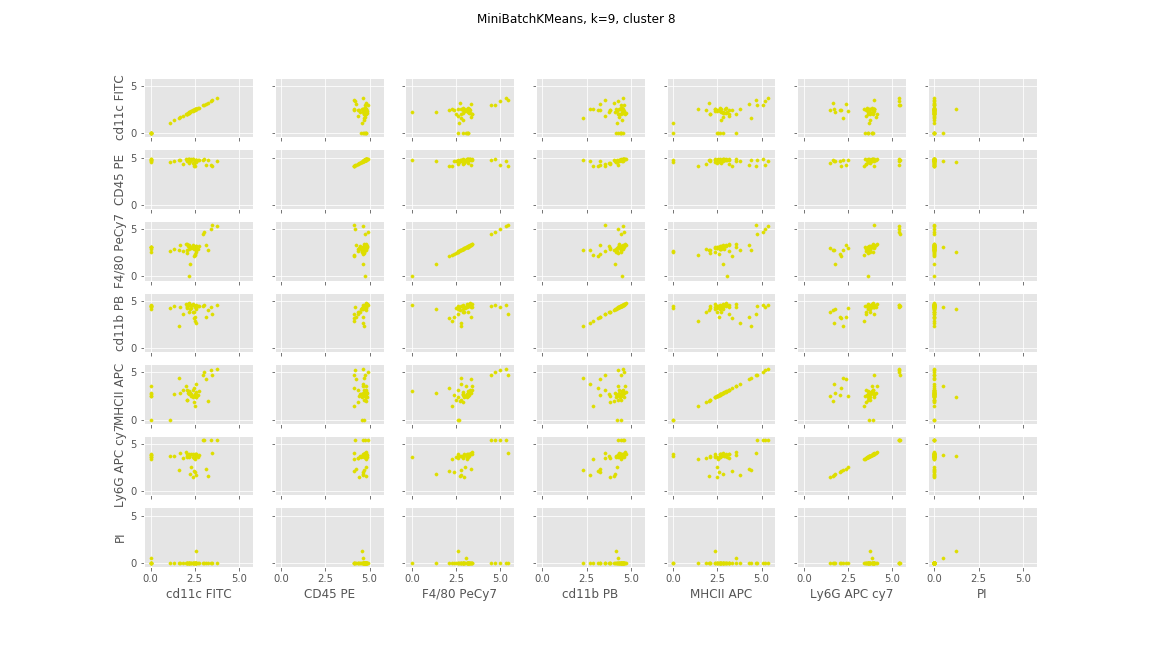 MiniBatchKMeans, k=9, cluster 8
cd11c FITC
5
0
CD45 PE
5
0
F4/80 PeCy7
5
0
cd11b PB
5
0
MHCII APC
5
0
Ly6G APC cy7
5
0
PI
5
0
0.0 2.5 5.0 0.0 2.5 5.0 0.0 2.5 5.0 0.0 2.5 5.0 0.0 2.5 5.0 0.0 2.5 5.0 0.0 2.5 5.0
cd11c FITC CD45 PE F4/80 PeCy7 cd11b PB MHCII APC Ly6G APC cy7 PI